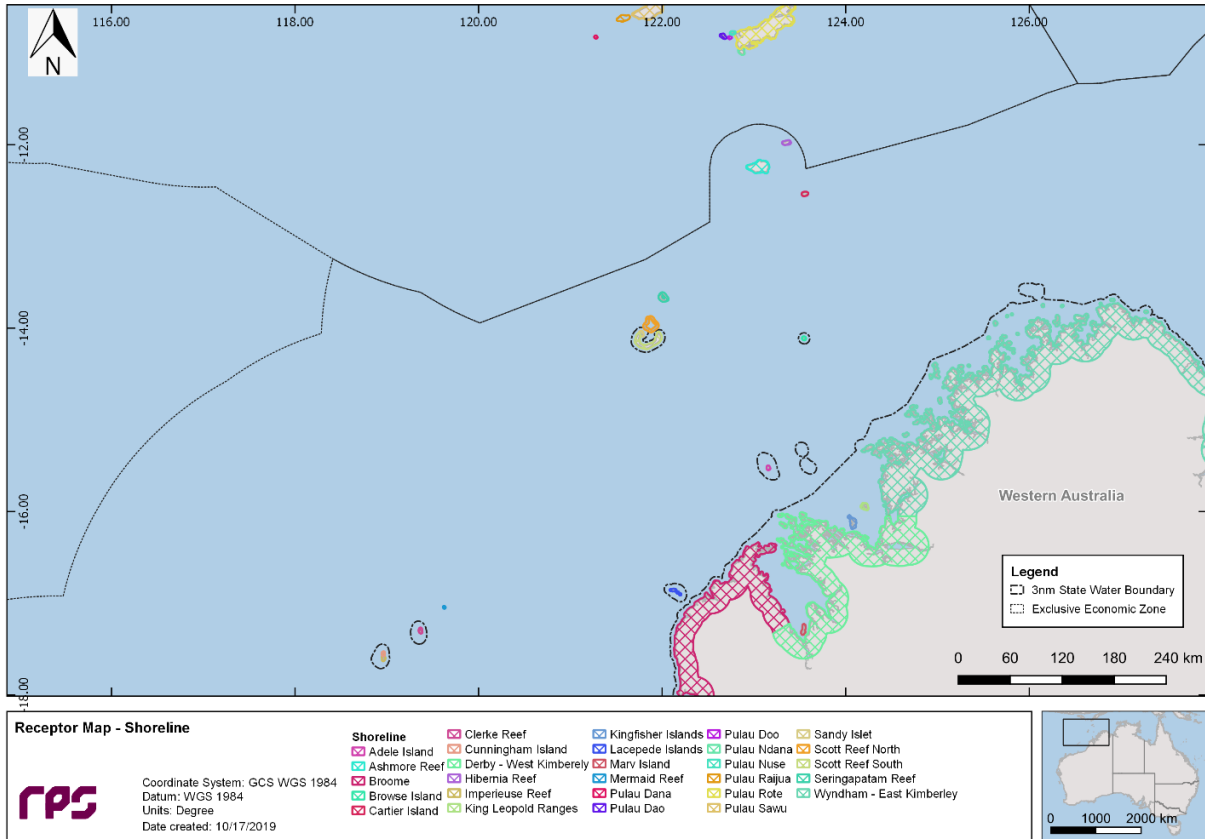 116.00 118.00 120.00 122.00 124.00 126.00
N
-12.00
-14.00
-16.00
-18.00
Western Australia
Legend
3nm State Water Boundary
Exclusive Economic Zone
0 60 120 180 240 km
Receptor Map - Shoreline
rps
Coordinate System: GCS WGS 1984
Datum: WGS 1984
Units: Degree
Date created: 10/17/2019
Shoreline
Adele Island
Ashmore Reef
Broome
Browse Island
Cartier Island
Clerke Reef
Cunningham Island
Derby - West Kimberely
Hibernia Reef
Imperieuse Reef
King Leopold Ranges
Kingfisher Islands
Lacepede Islands
Mary Island
Mermaid Reef
Pulau Dana
Pulau Dao
Pulau Doo
Pulau Ndana
Pulau Nuse
Pulau Raijua
Pulau Rote
Pulau Sawu
Sandy Islet
Scott Reef North
Scott Reef South
Seringapatam Reef
Wyndham - East Kimberley
0 1000 2000 km